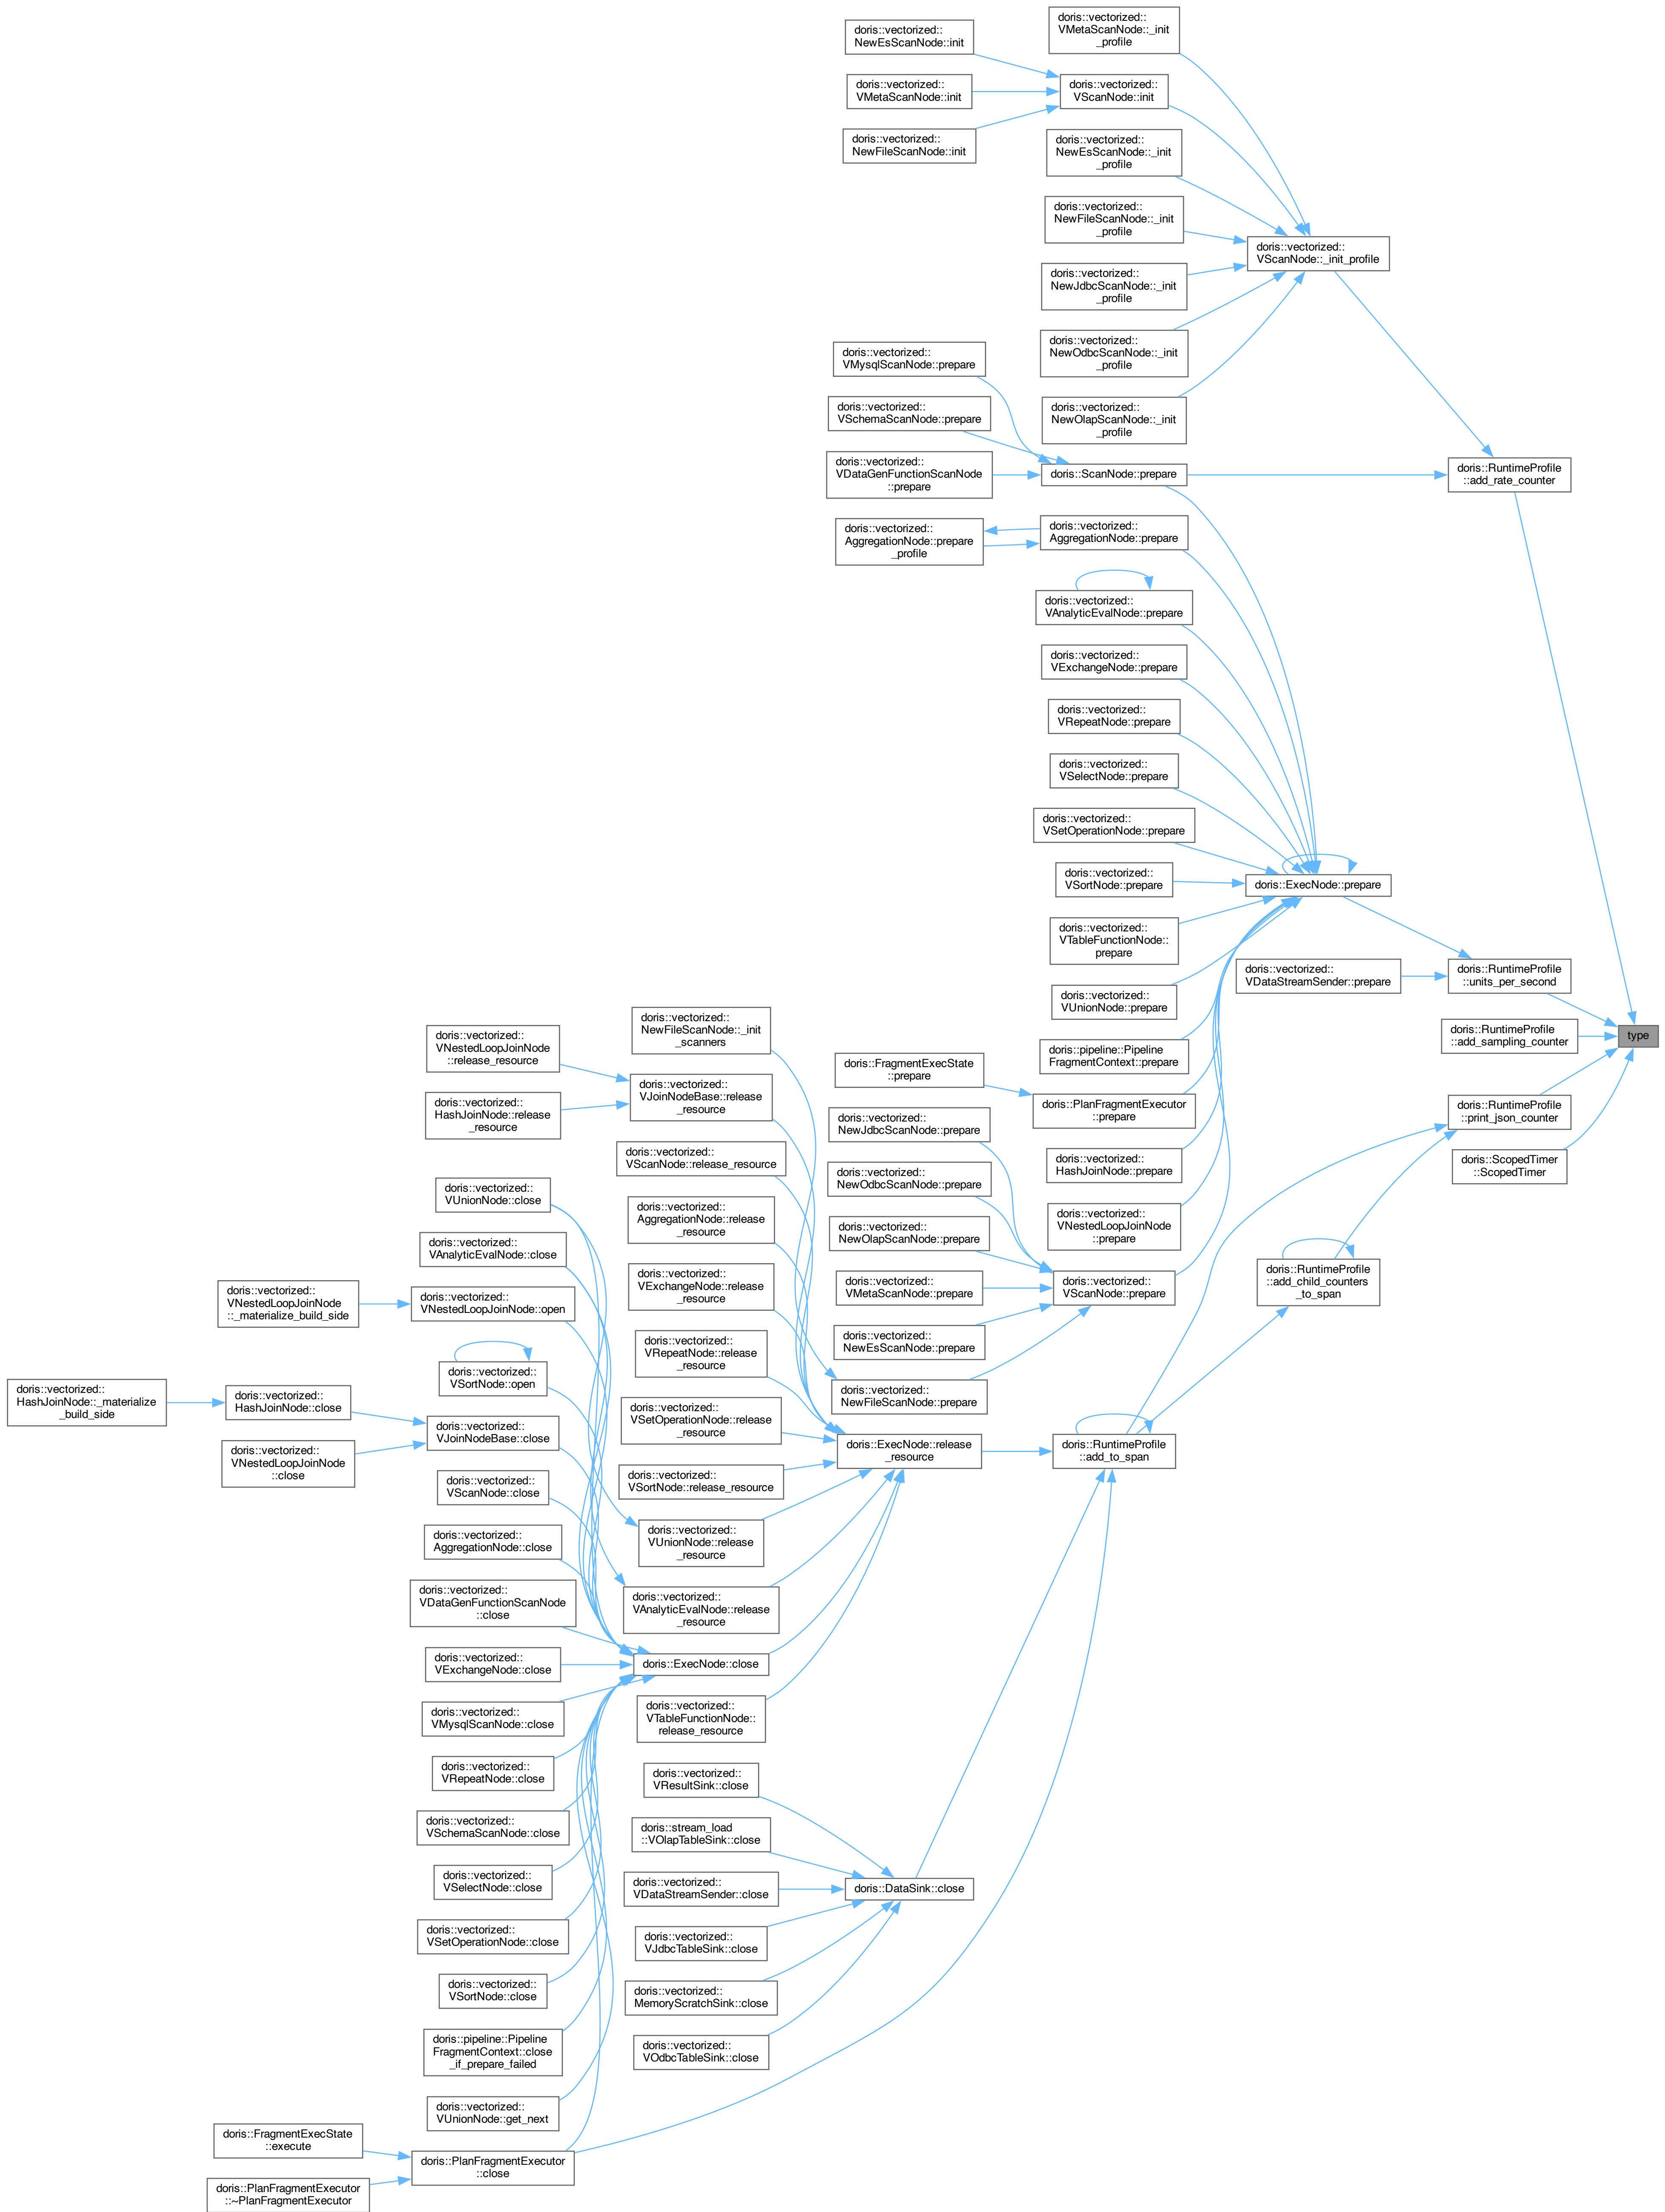 doris::vectorized::
VMetaScanNode::_init
_profile
doris::vectorized::
NewEsScanNode::init
doris::vectorized::
VScanNode::init
doris::vectorized::
VMetaScanNode::init
doris::vectorized::
NewFileScanNode::init
doris::vectorized::
NewEsScanNode::_init
_profile
doris::vectorized::
NewFileScanNode::_init
_profile
doris::vectorized::
VScanNode::_init_profile
doris::vectorized::
NewJdbcScanNode::_init
_profile
doris::vectorized::
NewOdbcScanNode::_init
_profile
doris::vectorized::
VMysqlScanNode::prepare
doris::vectorized::
VSchemaScanNode::prepare
doris::vectorized::
NewOlapScanNode::_init
_profile
doris::vectorized::
VDataGenFunctionScanNode
::prepare
doris::ScanNode::prepare
doris::RuntimeProfile
::add_rate_counter
doris::vectorized::
AggregationNode::prepare
_profile
doris::vectorized::
AggregationNode::prepare
doris::vectorized::
VAnalyticEvalNode::prepare
doris::vectorized::
VExchangeNode::prepare
doris::vectorized::
VRepeatNode::prepare
doris::vectorized::
VSelectNode::prepare
doris::vectorized::
VSetOperationNode::prepare
doris::vectorized::
VSortNode::prepare
doris::ExecNode::prepare
doris::vectorized::
VTableFunctionNode::
prepare
doris::vectorized::
VUnionNode::prepare
doris::vectorized::
VDataStreamSender::prepare
doris::RuntimeProfile
::units_per_second
doris::RuntimeProfile
::add_sampling_counter
type
doris::vectorized::
NewFileScanNode::_init
_scanners
doris::vectorized::
VNestedLoopJoinNode
::release_resource
doris::pipeline::Pipeline
FragmentContext::prepare
doris::FragmentExecState
::prepare
doris::vectorized::
VJoinNodeBase::release
_resource
doris::vectorized::
HashJoinNode::release
_resource
doris::PlanFragmentExecutor
::prepare
doris::RuntimeProfile
::print_json_counter
doris::vectorized::
NewJdbcScanNode::prepare
doris::vectorized::
VScanNode::release_resource
doris::vectorized::
HashJoinNode::prepare
doris::ScopedTimer
::ScopedTimer
doris::vectorized::
NewOdbcScanNode::prepare
doris::vectorized::
VUnionNode::close
doris::vectorized::
AggregationNode::release
_resource
doris::vectorized::
VNestedLoopJoinNode
::prepare
doris::vectorized::
NewOlapScanNode::prepare
doris::vectorized::
VAnalyticEvalNode::close
doris::vectorized::
VExchangeNode::release
_resource
doris::vectorized::
VMetaScanNode::prepare
doris::vectorized::
VScanNode::prepare
doris::RuntimeProfile
::add_child_counters
_to_span
doris::vectorized::
VNestedLoopJoinNode
::_materialize_build_side
doris::vectorized::
VNestedLoopJoinNode::open
doris::vectorized::
NewEsScanNode::prepare
doris::vectorized::
VRepeatNode::release
_resource
doris::vectorized::
VSortNode::open
doris::vectorized::
NewFileScanNode::prepare
doris::vectorized::
HashJoinNode::_materialize
_build_side
doris::vectorized::
HashJoinNode::close
doris::vectorized::
VJoinNodeBase::close
doris::vectorized::
VSetOperationNode::release
_resource
doris::ExecNode::release
_resource
doris::RuntimeProfile
::add_to_span
doris::vectorized::
VNestedLoopJoinNode
::close
doris::vectorized::
VSortNode::release_resource
doris::vectorized::
VScanNode::close
doris::vectorized::
VUnionNode::release
_resource
doris::vectorized::
AggregationNode::close
doris::vectorized::
VDataGenFunctionScanNode
::close
doris::vectorized::
VAnalyticEvalNode::release
_resource
doris::vectorized::
VExchangeNode::close
doris::ExecNode::close
doris::vectorized::
VMysqlScanNode::close
doris::vectorized::
VTableFunctionNode::
release_resource
doris::vectorized::
VRepeatNode::close
doris::vectorized::
VResultSink::close
doris::vectorized::
VSchemaScanNode::close
doris::stream_load
::VOlapTableSink::close
doris::vectorized::
VSelectNode::close
doris::vectorized::
VDataStreamSender::close
doris::DataSink::close
doris::vectorized::
VSetOperationNode::close
doris::vectorized::
VJdbcTableSink::close
doris::vectorized::
VSortNode::close
doris::vectorized::
MemoryScratchSink::close
doris::pipeline::Pipeline
FragmentContext::close
_if_prepare_failed
doris::vectorized::
VOdbcTableSink::close
doris::vectorized::
VUnionNode::get_next
doris::FragmentExecState
::execute
doris::PlanFragmentExecutor
::close
doris::PlanFragmentExecutor
::~PlanFragmentExecutor